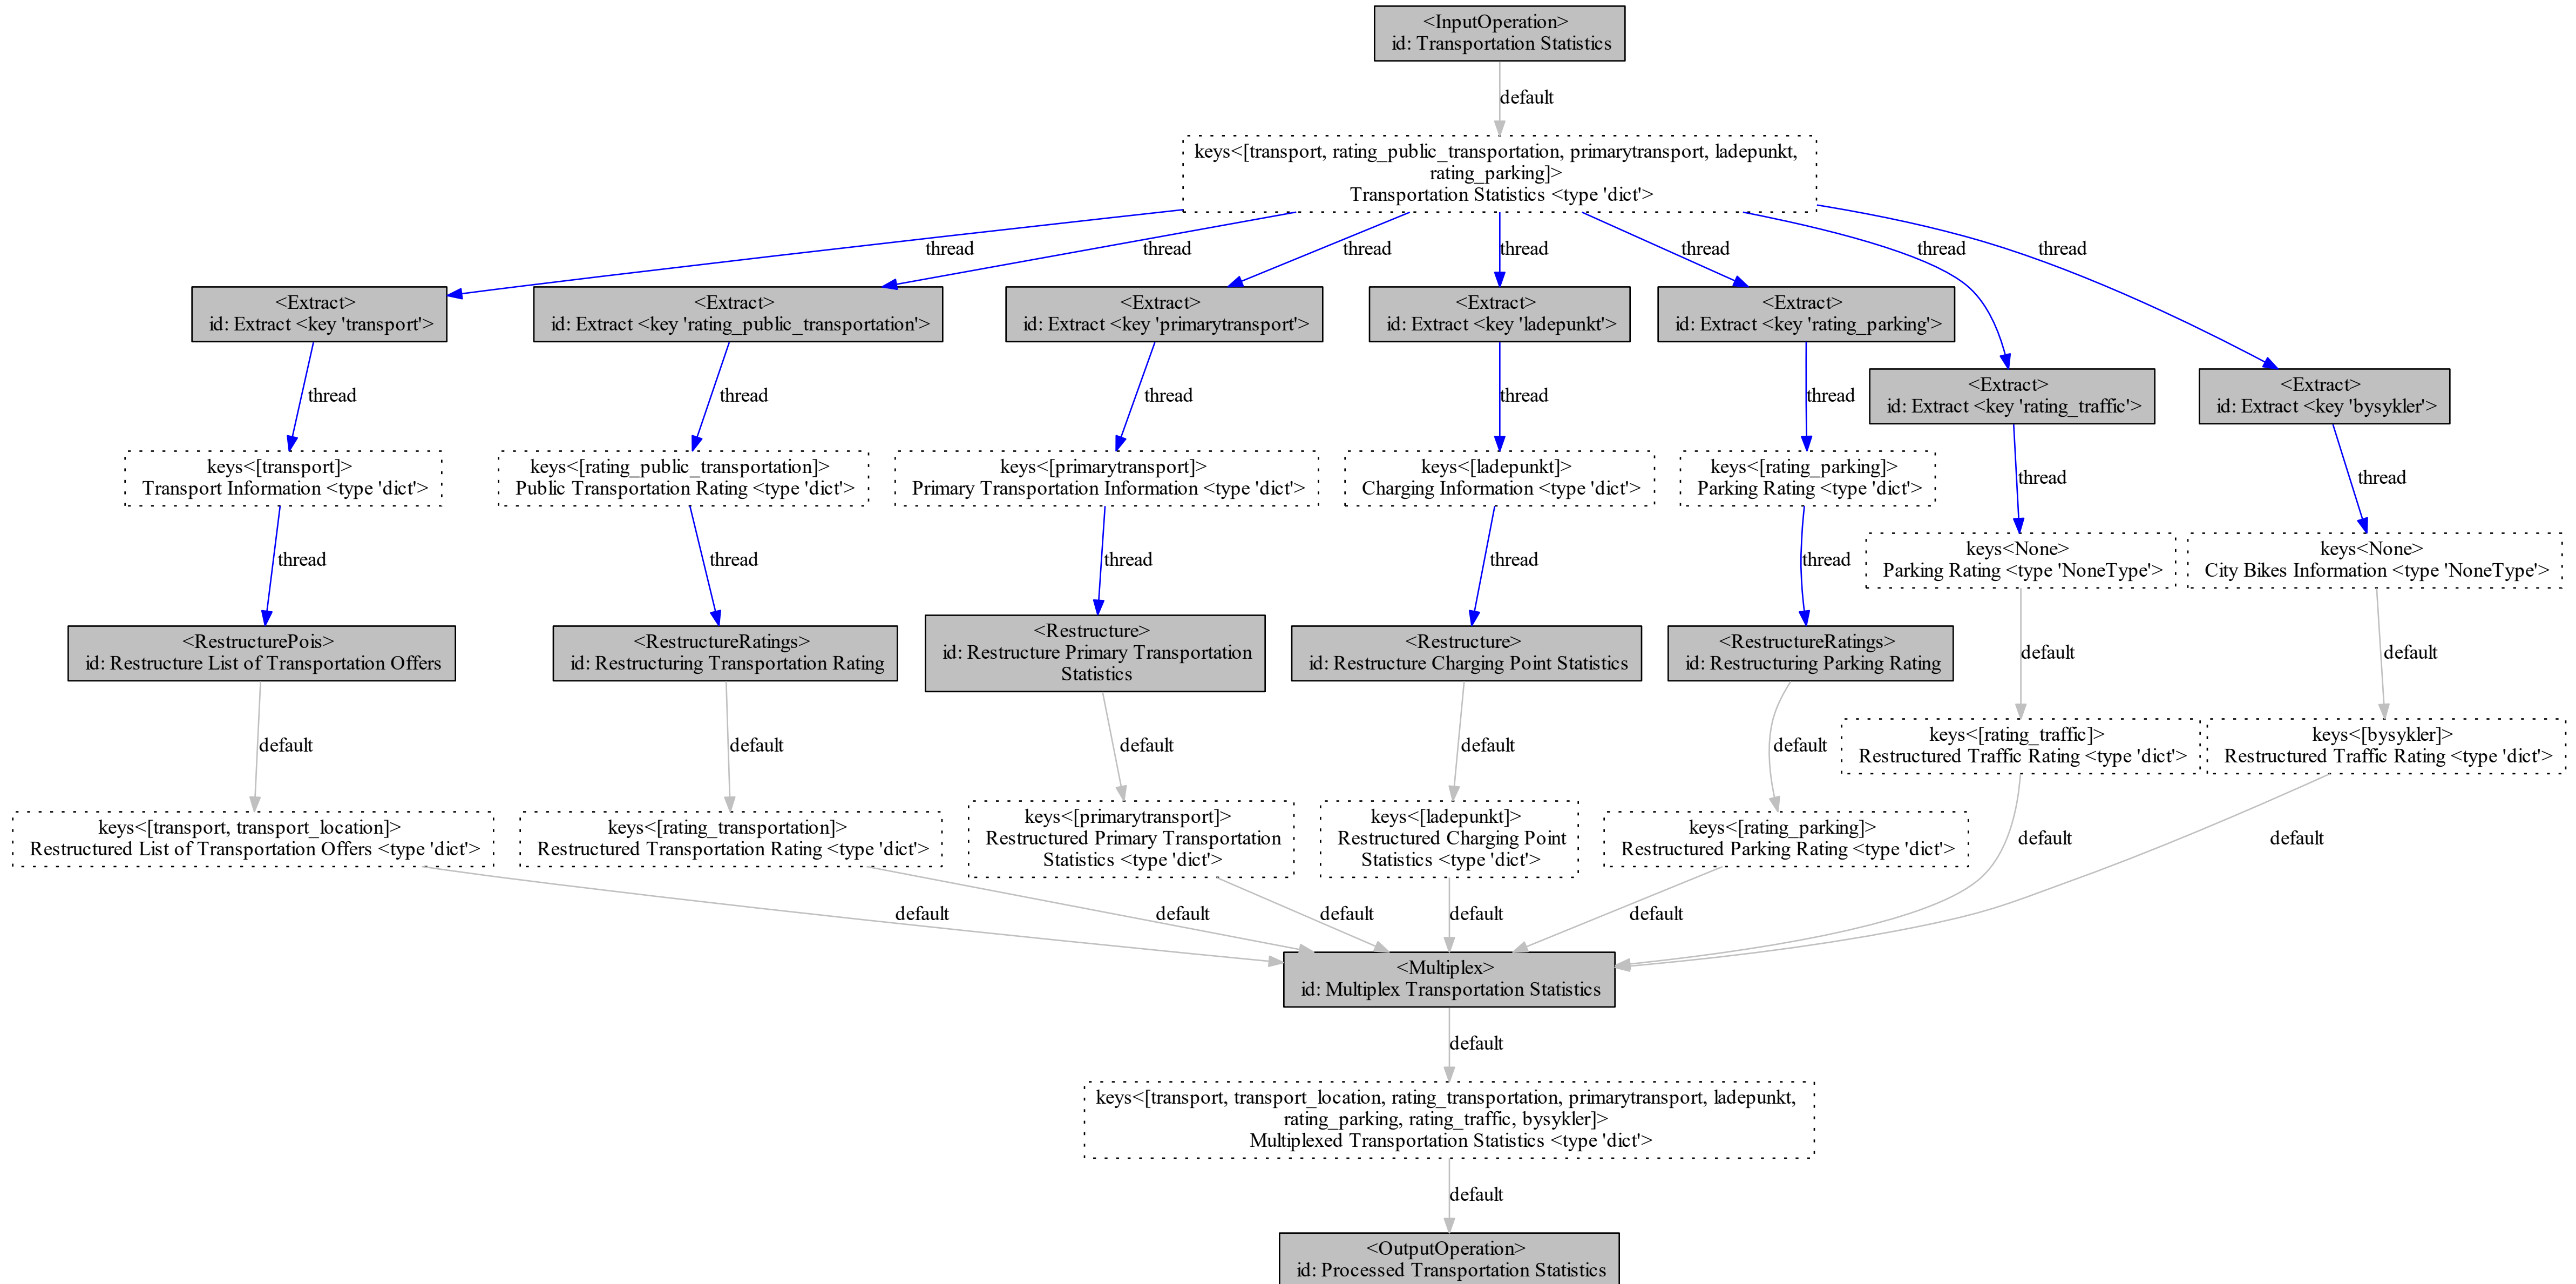 <InputOperation>
id: Transportation Statistics
default
keys<[transport, rating_public_transportation, primarytransport, ladepunkt,
rating_parking]>
Transportation Statistics <type 'dict'>
thread
thread
thread
thread
thread
thread
thread
<Extract>
id: Extract <key 'transport'>
<Extract>
id: Extract <key 'rating_public_transportation'>
<Extract>
id: Extract <key 'primarytransport'>
<Extract>
id: Extract <key 'ladepunkt'>
<Extract>
id: Extract <key 'rating_parking'>
<Extract>
id: Extract <key 'rating_traffic'>
<Extract>
id: Extract <key 'bysykler'>
thread
thread
thread
thread
thread
thread
thread
keys<[transport]>
Transport Information <type 'dict'>
keys<[rating_public_transportation]>
Public Transportation Rating <type 'dict'>
keys<[primarytransport]>
Primary Transportation Information <type 'dict'>
keys<[ladepunkt]>
Charging Information <type 'dict'>
keys<[rating_parking]>
Parking Rating <type 'dict'>
keys<None>
Parking Rating <type 'NoneType'>
keys<None>
City Bikes Information <type 'NoneType'>
thread
thread
thread
thread
thread
default
default
<RestructurePois>
id: Restructure List of Transportation Offers
<RestructureRatings>
id: Restructuring Transportation Rating
<Restructure>
id: Restructure Primary Transportation
Statistics
<Restructure>
id: Restructure Charging Point Statistics
<RestructureRatings>
id: Restructuring Parking Rating
keys<[rating_traffic]>
Restructured Traffic Rating <type 'dict'>
keys<[bysykler]>
Restructured Traffic Rating <type 'dict'>
default
default
default
default
default
keys<[transport, transport_location]>
Restructured List of Transportation Offers <type 'dict'>
keys<[rating_transportation]>
Restructured Transportation Rating <type 'dict'>
keys<[primarytransport]>
Restructured Primary Transportation
Statistics <type 'dict'>
keys<[ladepunkt]>
Restructured Charging Point
Statistics <type 'dict'>
keys<[rating_parking]>
Restructured Parking Rating <type 'dict'>
default
default
default
default
default
default
default
<Multiplex>
id: Multiplex Transportation Statistics
default
keys<[transport, transport_location, rating_transportation, primarytransport, ladepunkt,
rating_parking, rating_traffic, bysykler]>
Multiplexed Transportation Statistics <type 'dict'>
default
<OutputOperation>
id: Processed Transportation Statistics